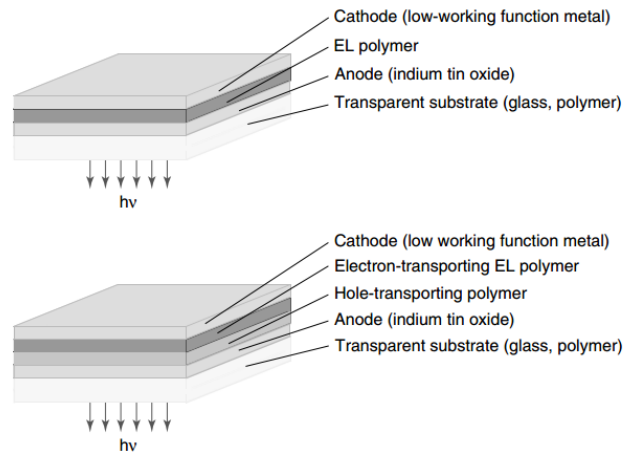 Cathode (low-working function metal)
EL polymer
Anode (indium tin oxide)
Transparent substrate (glass, polymer)
hν
Cathode (low working function metal)
Electron-transporting EL polymer
Hole-transporting polymer
Anode (indium tin oxide)
Transparent substrate (glass, polymer)
hν